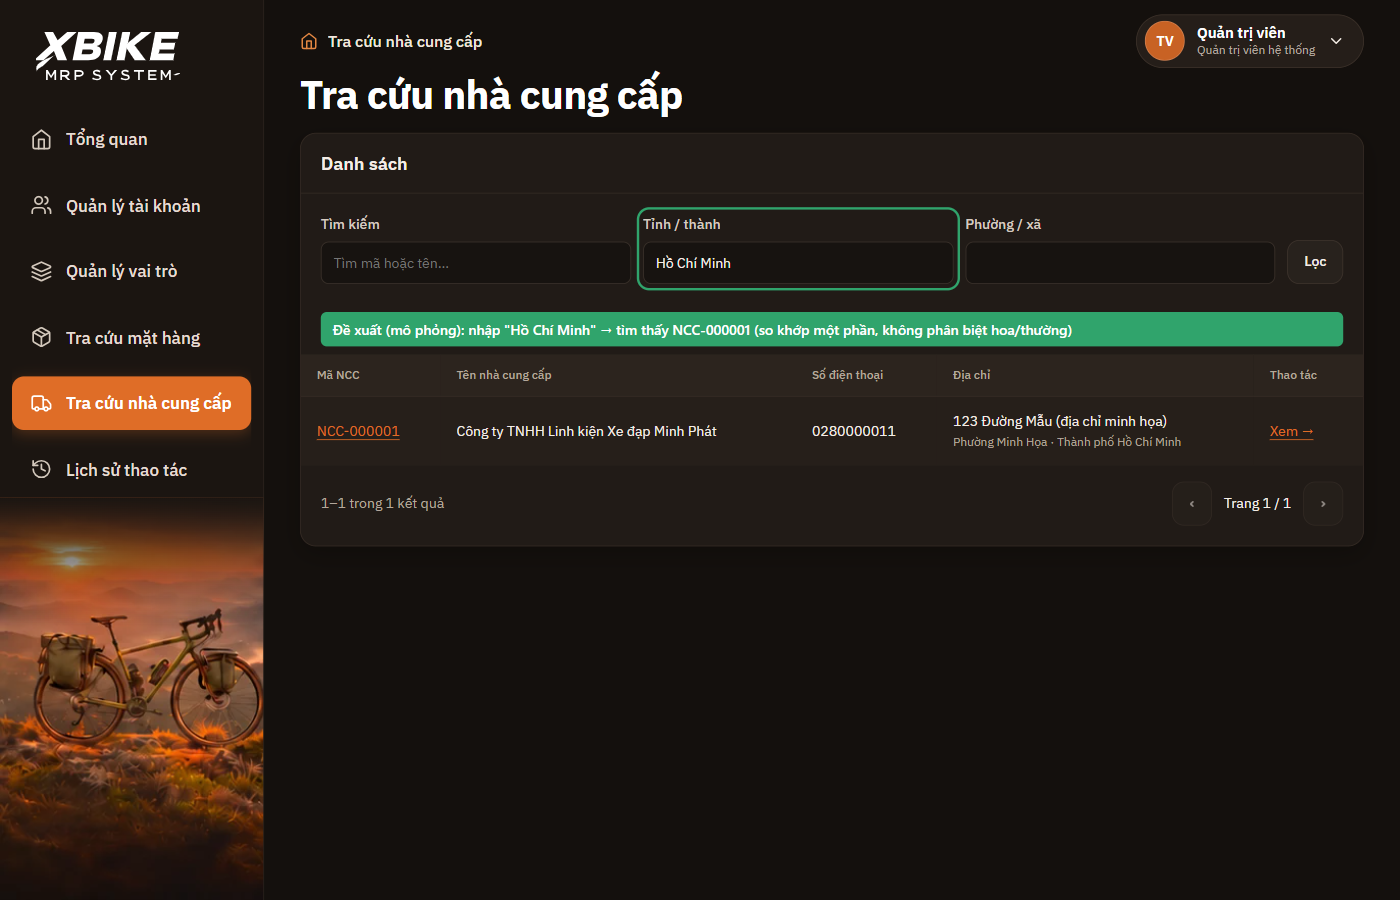 XBIKE
MRP SYSTEM
Tổng quan
Quản lý tài khoản
Quản lý vai trò
Tra cứu mặt hàng
Tra cứu nhà cung cấp
Lịch sử thao tác
Tra cứu nhà cung cấp
TV
Quản trị viên
Quản trị viên hệ thống
Tra cứu nhà cung cấp
Danh sách
Tìm kiếm
Tỉnh / thành
Phường / xã
Tìm mã hoặc tên...
Hồ Chí Minh
Lọc
Đề xuất (mô phỏng): nhập "Hồ Chí Minh" → tìm thấy NCC-000001 (so khớp một phần, không phân biệt hoa/thường)
Mã NCC Tên nhà cung cấp Số điện thoại Địa chỉ Thao tác
NCC-000001 Công ty TNHH Linh kiện Xe đạp Minh Phát 0280000011 123 Đường Mẫu (địa chỉ minh họa) Xem →
Phường Minh Họa · Thành phố Hồ Chí Minh
1–1 trong 1 kết quả
‹ Trang 1 / 1 ›